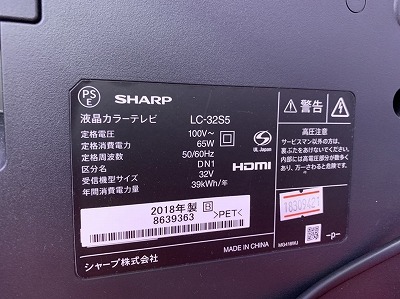 PS
E
SHARP
液晶カラーテレビ LC-32S5
定格電圧 100V~
定格消費電力 65W
定格周波数 50/60Hz
区分名 DN1
受信機型サイズ 32V
年間消費電力量 39kWh/年
UL Japan
HDMI
2018年製 B
8639363 >PET<
シャープ株式会社
MADE IN CHINA
警告
高圧注意
サービスマン以外の方は、
裏ぶたをあけないでください。
内部には高電圧部分が数多く
あり、万一さわると危険です。
18309421
-p-